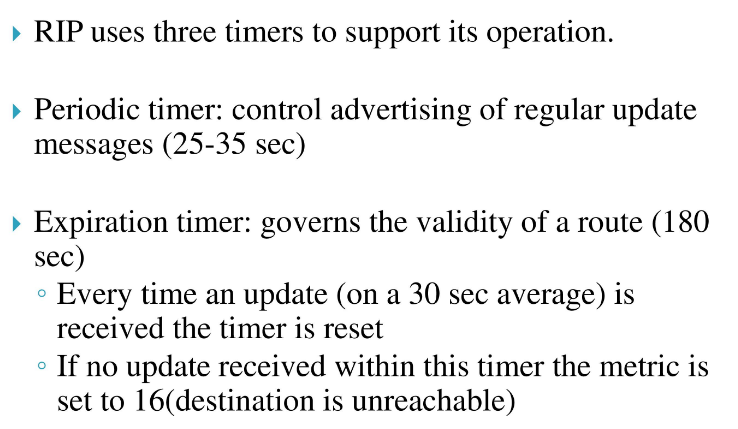 RIP uses three timers to support its operation.
Periodic timer: control advertising of regular update
messages (25-35 sec)
Expiration timer: governs the validity of a route (180
sec)
Every time an update (on a 30 sec average) is
received the timer is reset
If no update received within this timer the metric is
set to 16(destination is unreachable)